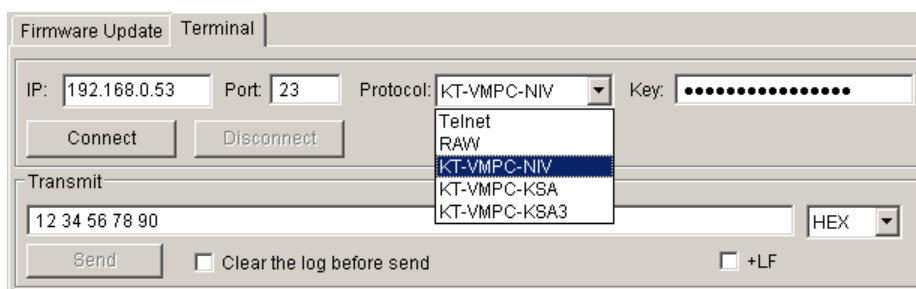 Firmware Update Terminal
IP: 192.168.0.53 Port: 23 Protocol: KT-VMPC-NIV Key: ●●●●●●●●●●●●●●●●
Telnet
RAW
KT-VMPC-NIV
KT-VMPC-KSA
KT-VMPC-KSA3
Connect Disconnect
Transmit
12 34 56 78 90 HEX
Send Clear the log before send +LF